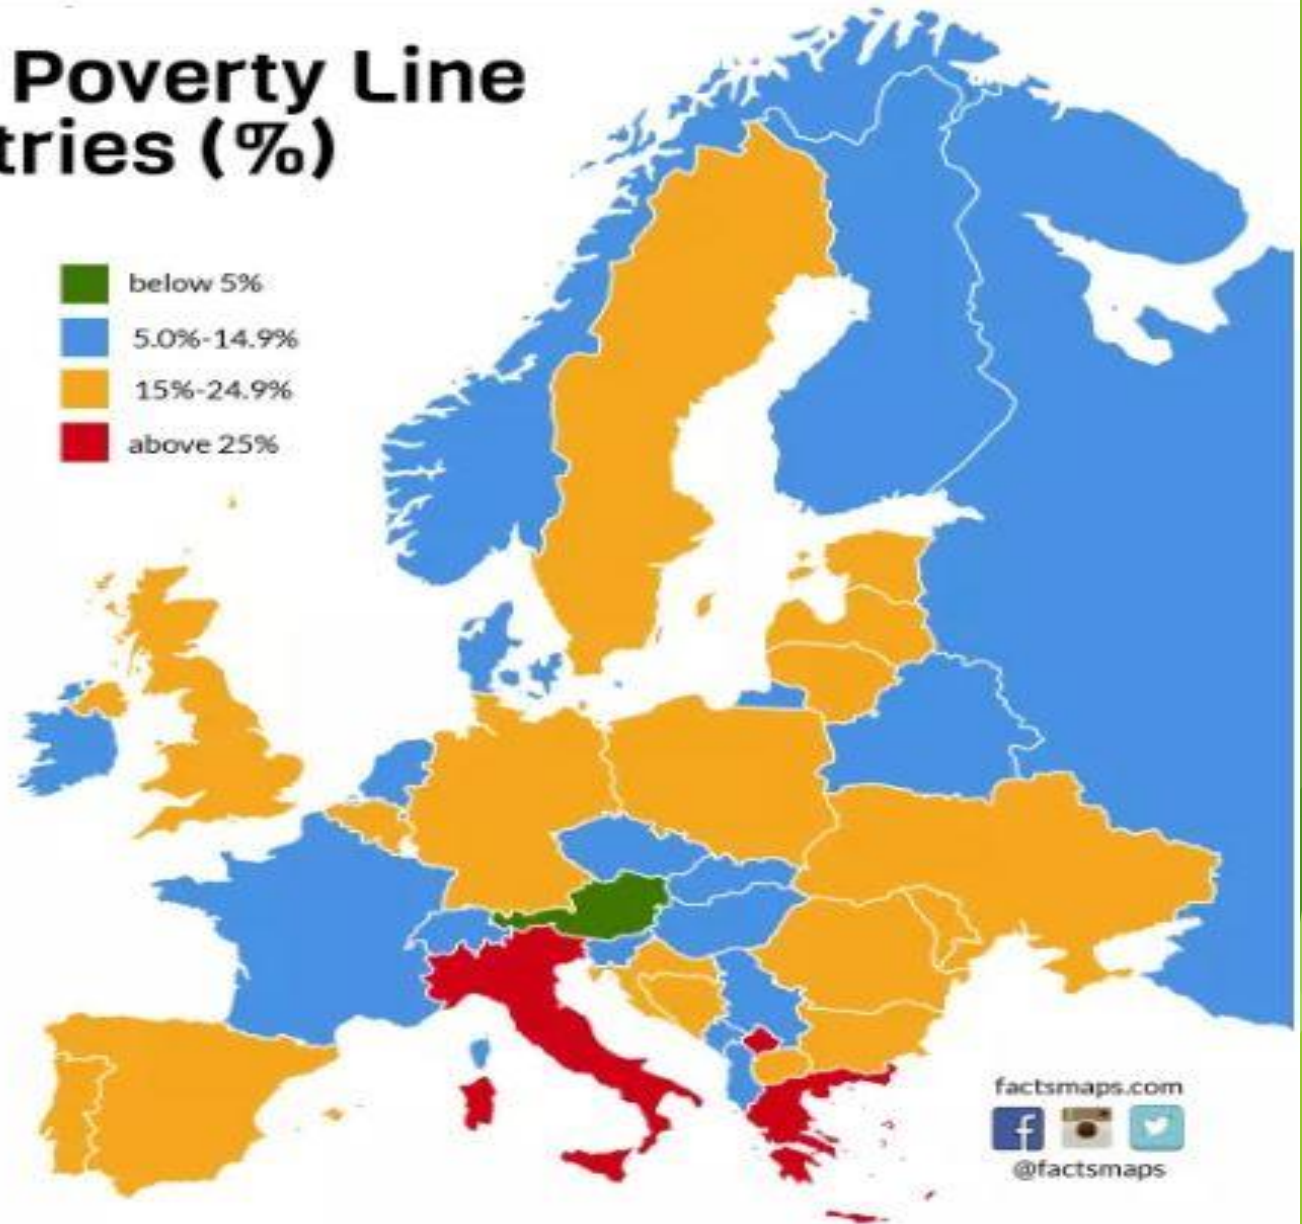 Poverty Line
tries (%)
below 5%
5.0%-14.9%
15%-24.9%
above 25%
factsmaps.com
@factsmaps